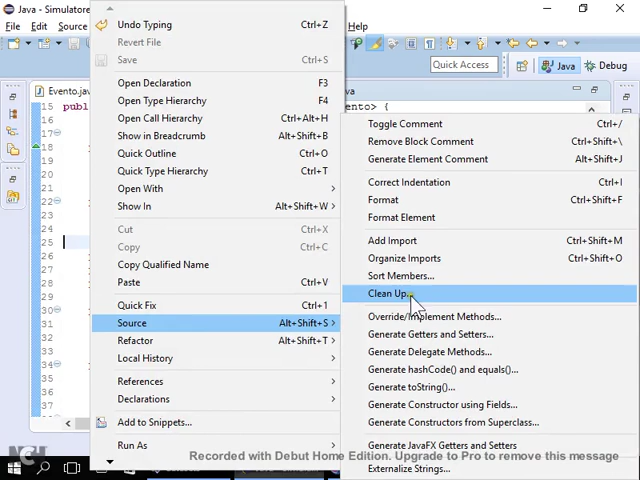 Java - Simulatore
File
Edit
Source
Help
Quick Access
Java
Debug
Evento.jav
va
15 publ
ento> {
18
20
21
22
23
24
25
26
28
29
30
31
32
33
34
36
37
38
39
Undo Typing Ctrl+Z
Revert File
Save Ctrl+S
Open Declaration F3
Open Type Hierarchy F4
Open Call Hierarchy Ctrl+Alt+H
Show in Breadcrumb Alt+Shift+B
Quick Outline Ctrl+O
Quick Type Hierarchy Ctrl+T
Open With
Show In Alt+Shift+W
Cut Ctrl+X
Copy Ctrl+C
Copy Qualified Name
Paste Ctrl+V
Quick Fix Ctrl+1
Source Alt+Shift+S
Refactor Alt+Shift+T
Local History
References
Declarations
Add to Snippets...
Run As
Toggle Comment Ctrl+/
Remove Block Comment Ctrl+Shift+\
Generate Element Comment Alt+Shift+J
Correct Indentation Ctrl+I
Format Ctrl+Shift+F
Format Element
Add Import Ctrl+Shift+M
Organize Imports Ctrl+Shift+O
Sort Members...
Clean Up...
Override/Implement Methods...
Generate Getters and Setters...
Generate Delegate Methods...
Generate hashCode() and equals()...
Generate toString()...
Generate Constructor using Fields...
Generate Constructors from Superclass...
Generate JavaFX Getters and Setters
Externalize Strings...
NCH
Recorded with Debut Home Edition. Upgrade to Pro to remove this message